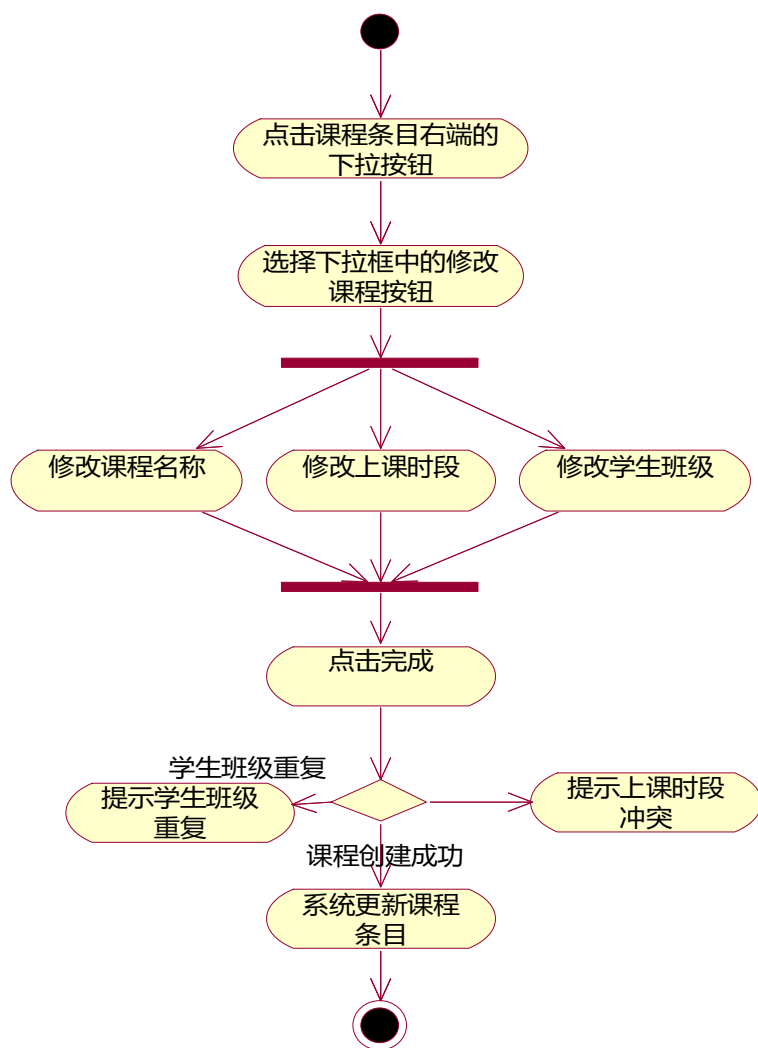 点击课程条目右端的
下拉按钮
选择下拉框中的修改
课程按钮
修改课程名称
修改上课时段
修改学生班级
点击完成
学生班级重复
提示学生班级
重复
提示上课时段
冲突
课程创建成功
系统更新课程
条目